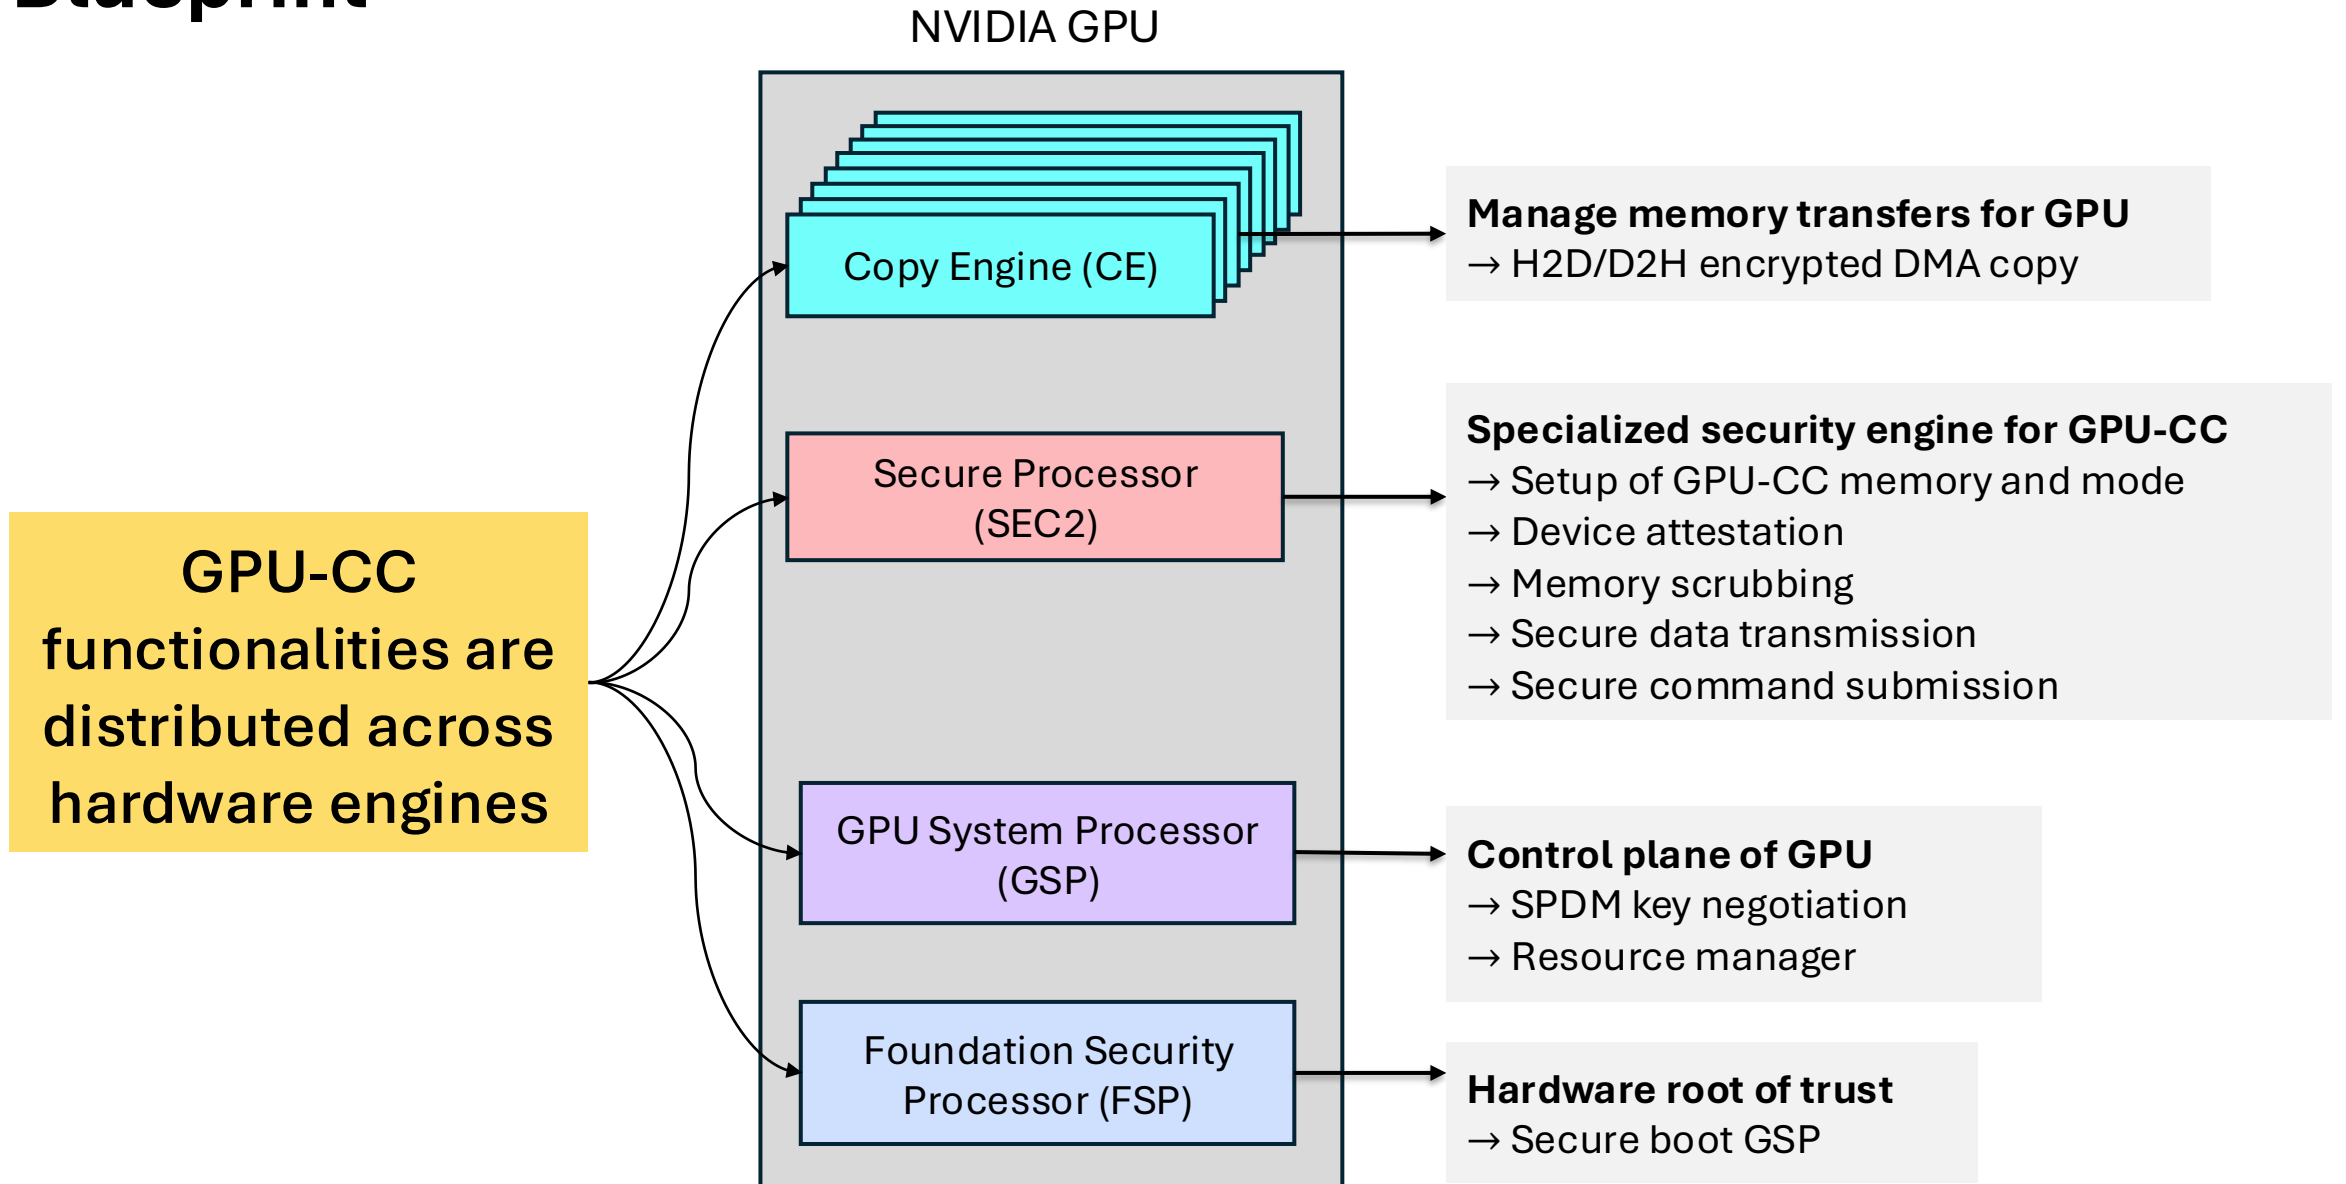 Blueprint
NVIDIA GPU
Copy Engine (CE)
Manage memory transfers for GPU
→ H2D/D2H encrypted DMA copy
Secure Processor
(SEC2)
Specialized security engine for GPU-CC
→ Setup of GPU-CC memory and mode
→ Device attestation
→ Memory scrubbing
→ Secure data transmission
→ Secure command submission
GPU-CC
functionalities are
distributed across
hardware engines
GPU System Processor
(GSP)
Control plane of GPU
→ SPDM key negotiation
→ Resource manager
Foundation Security
Processor (FSP)
Hardware root of trust
→ Secure boot GSP